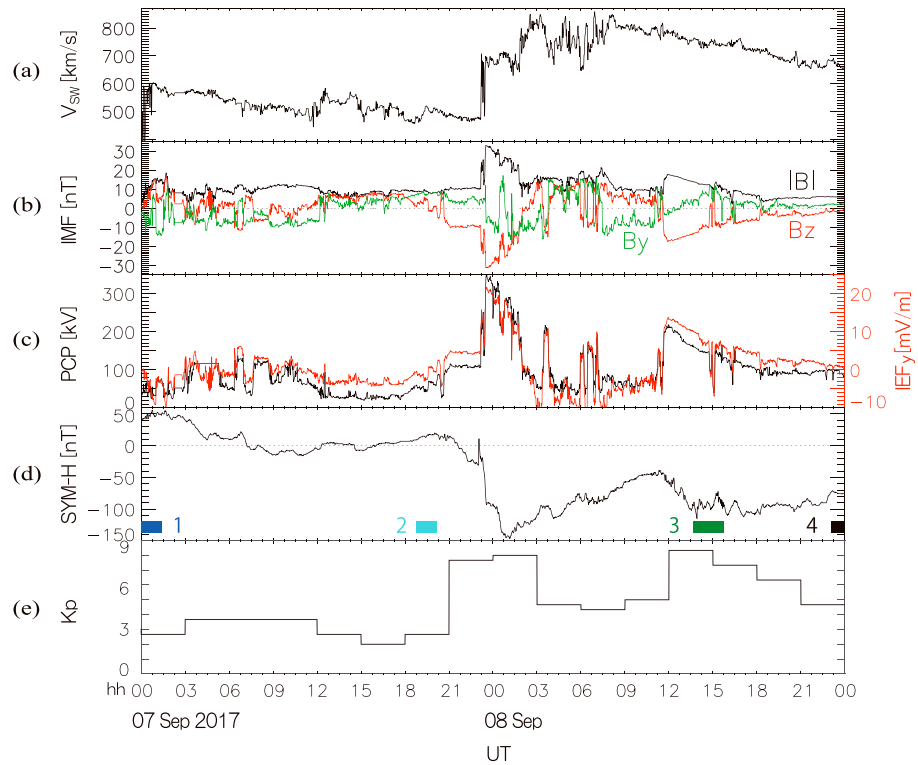 (a)
V_SW [km/s]
800
700
600
500
(b)
IMF [nT]
30
20
10
0
−10
−20
−30
|B|
By
Bz
(c)
PCP [kV]
300
200
100
0
20
10
0
−10
IEF y [mV/m]
(d)
SYM−H [nT]
50
0
−50
−100
−150
1
2
3
4
(e)
Kp
9
6
3
0
hh 00 03 06 09 12 15 18 21 00 03 06 09 12 15 18 21 00
07 Sep 2017 08 Sep
UT